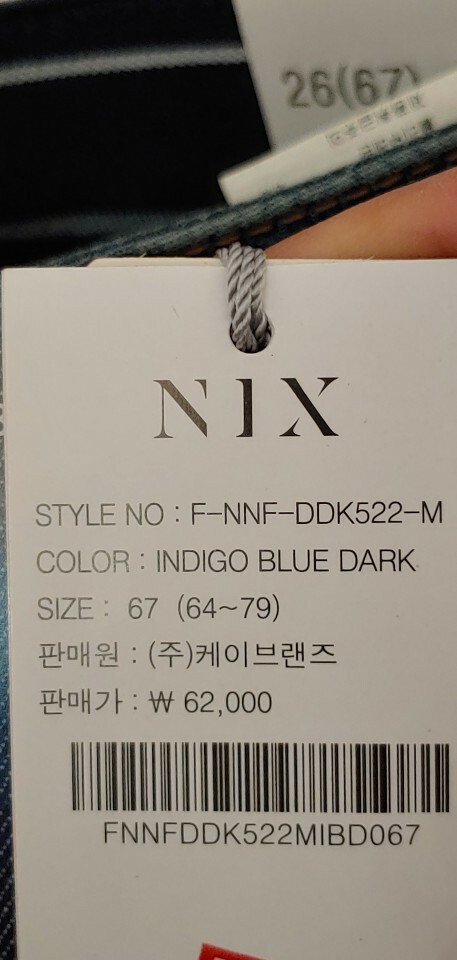 26(67)
NIX
STYLE NO : F-NNF-DDK522-M
COLOR : INDIGO BLUE DARK
SIZE : 67 (64~79)
판매원 : (주)케이브랜즈
판매가 : ₩ 62,000
FNNFDDK522MIBD067